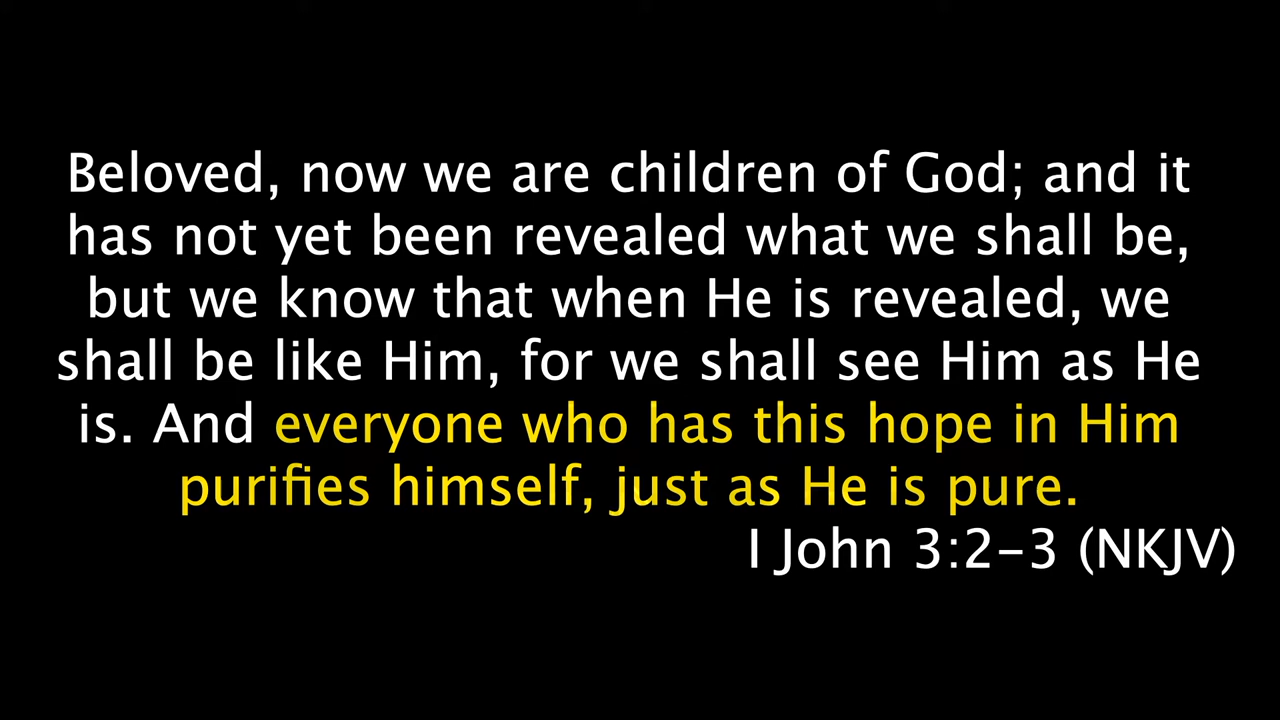 Beloved, now we are children of God; and it
has not yet been revealed what we shall be,
but we know that when He is revealed, we
shall be like Him, for we shall see Him as He
is. And everyone who has this hope in Him
purifies himself, just as He is pure.
I John 3:2-3 (NKJV)